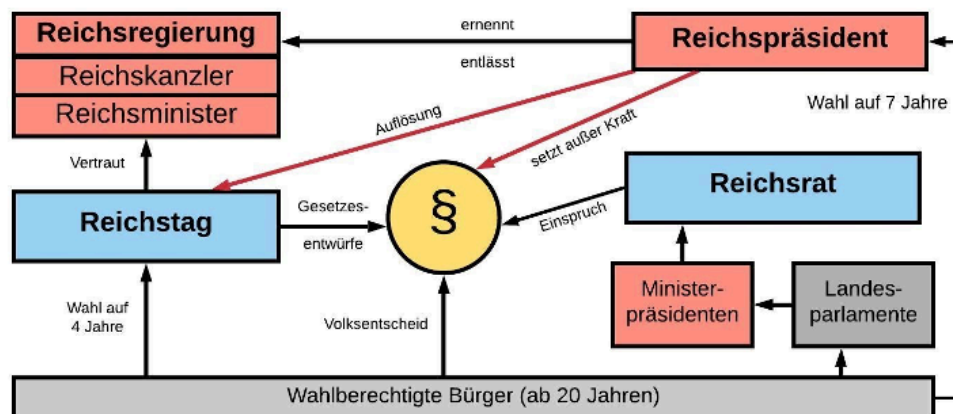 Reichsregierung
Reichskanzler
Reichsminister
ernennt
entlässt
Reichspräsident
Wahl auf 7 Jahre
Auflösung
setzt außer Kraft
Vertraut
Reichstag
Gesetzes-
entwürfe
§
Einspruch
Reichsrat
Minister-
präsidenten
Landes-
parlamente
Wahl auf
4 Jahre
Volksentscheid
Wahlberechtigte Bürger (ab 20 Jahren)